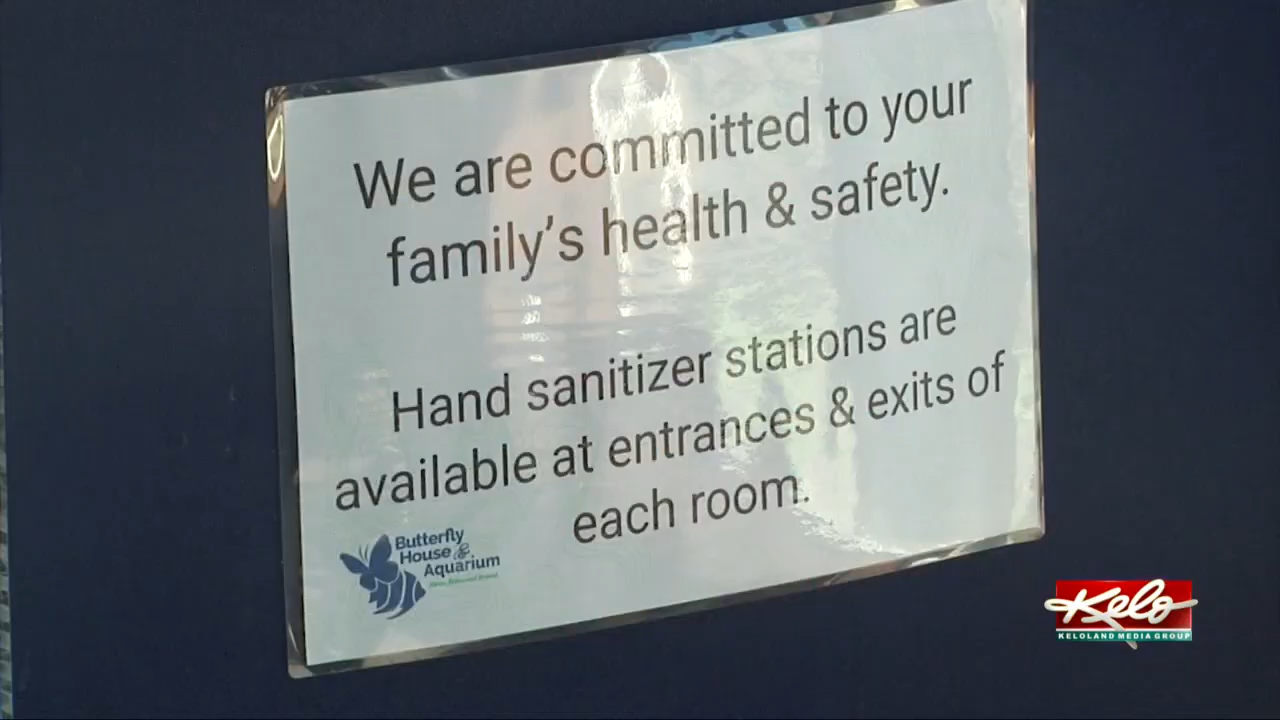 We are committed to your
family's health & safety.
Hand sanitizer stations are
available at entrances & exits of
each room.
Butterfly
House &
Aquarium
Kelo
KELOLAND MEDIA GROUP